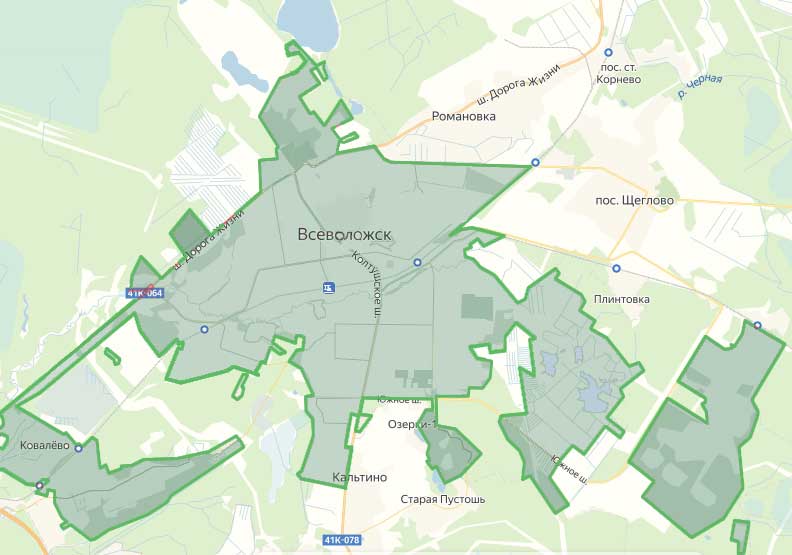 пос. ст.
Корнево
р. Черная
ш. Дорога Жизни
Романовка
пос. Щеглово
ш. Дорога Жизни
Всеволожск
Колтушское ш.
41К-064
Плинтовка
Южное ш.
Озерки-1
Ковалёво
Южное ш.
Кальтино
Старая Пустошь
41К-078